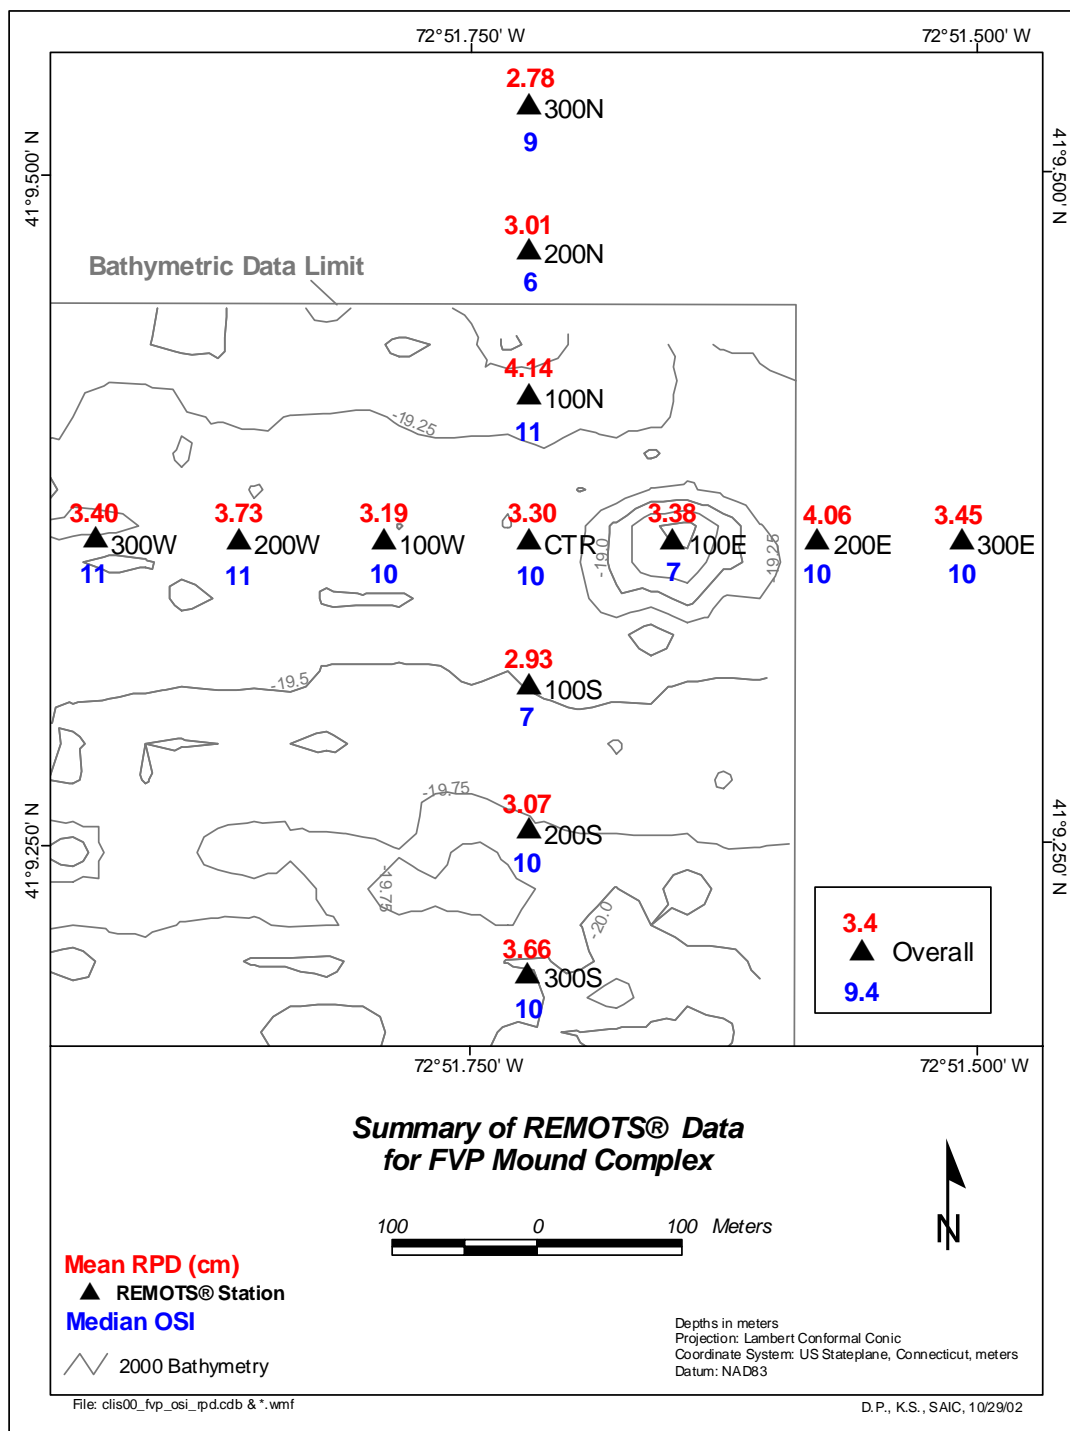 72°51.750' W
72°51.500' W
2.78
300N
9
41°9.500' N
41°9.500' N
3.01
200N
6
Bathymetric Data Limit
4.14
100N
11
-19.25
3.40
300W
11
3.73
200W
11
3.19
100W
10
3.30
CTR
10
3.38
100E
7
-19.0
-19.25
4.06
200E
10
3.45
300E
10
2.93
100S
7
-19.5
-19.75
3.07
200S
10
41°9.250' N
41°9.250' N
-19.75
-20.0
3.66
300S
10
3.4
Overall
9.4
72°51.750' W
72°51.500' W
Summary of REMOTS® Data
for FVP Mound Complex
100 0 100 Meters
N
Mean RPD (cm)
REMOTS® Station
Median OSI
2000 Bathymetry
Depths in meters
Projection: Lambert Conformal Conic
Coordinate System: US Stateplane, Connecticut, meters
Datum: NAD83
File: clis00_fvp_osi_rpd.cdb & *.wmf
D.P., K.S., SAIC, 10/29/02